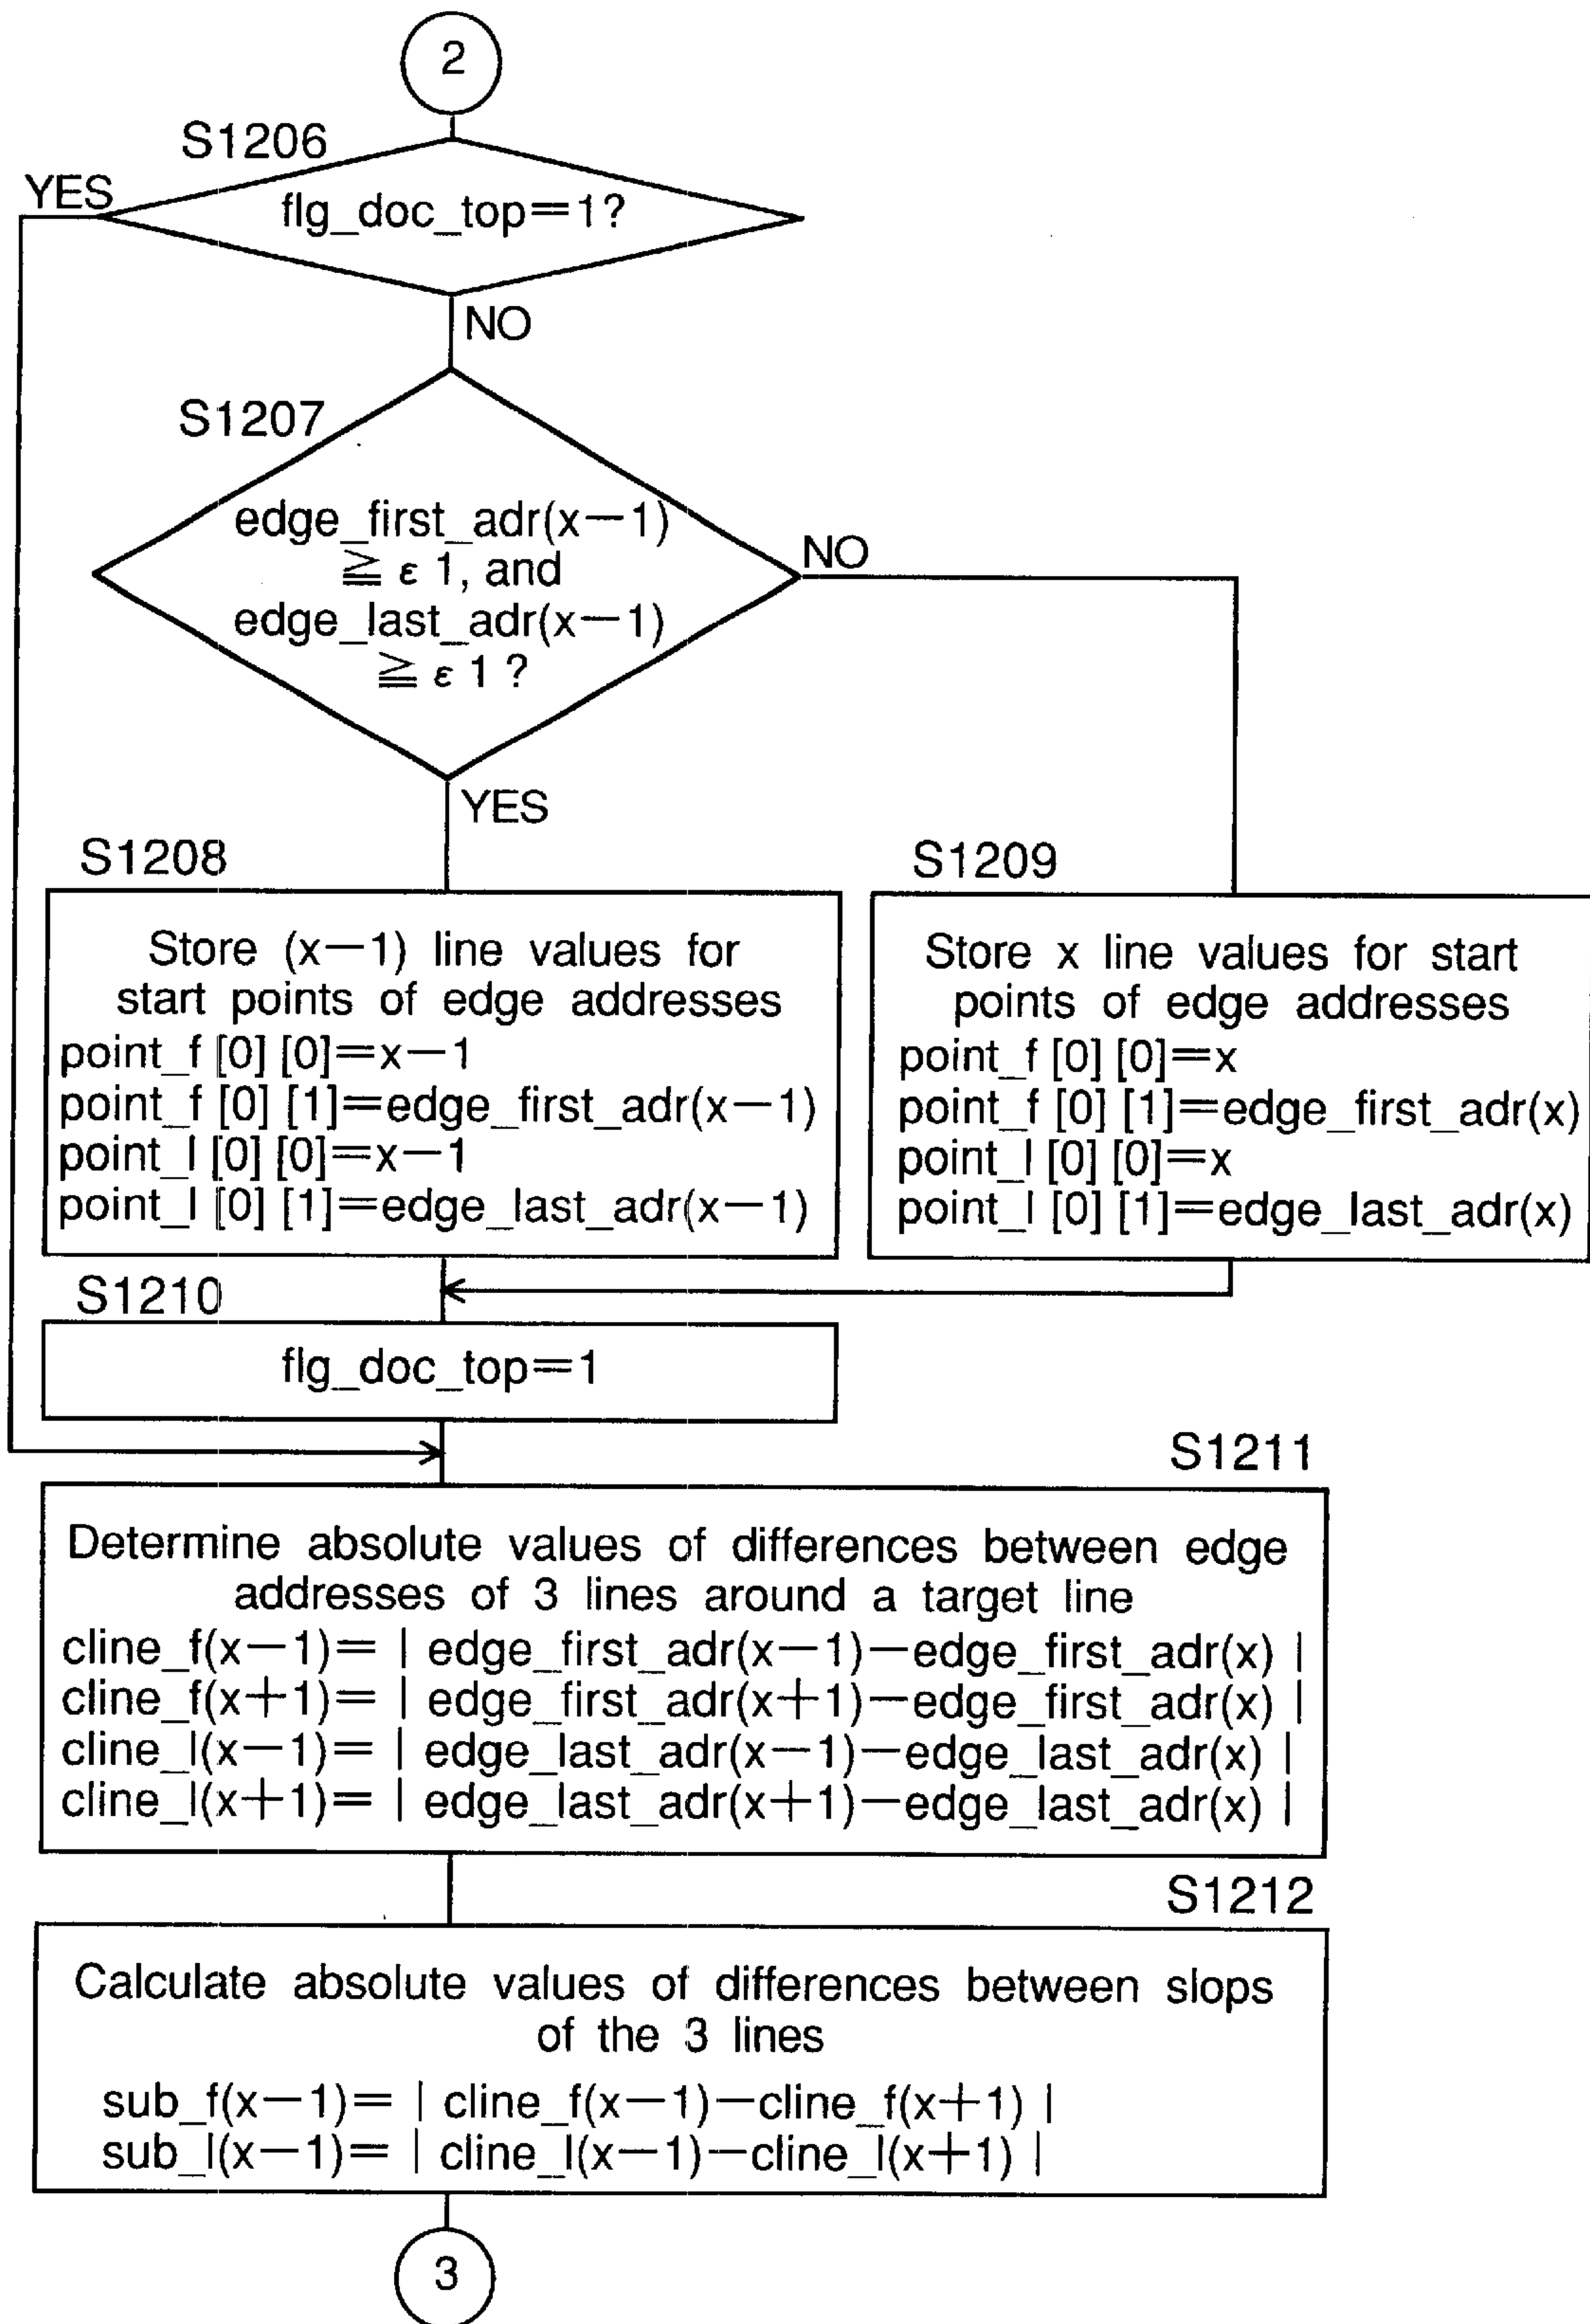 2
S1206
YES
flg_doc_top=1?
NO
S1207
edge_first_adr(x−1)
≧ ε 1, and
edge_last_adr(x−1)
≧ ε 1 ?
NO
YES
S1208
Store (x−1) line values for
start points of edge addresses
point_f [0] [0]=x−1
point_f [0] [1]=edge_first_adr(x−1)
point_l [0] [0]=x−1
point_l [0] [1]=edge_last_adr(x−1)
S1209
Store x line values for start
points of edge addresses
point_f [0] [0]=x
point_f [0] [1]=edge_first_adr(x)
point_l [0] [0]=x
point_l [0] [1]=edge_last_adr(x)
S1210
flg_doc_top=1
S1211
Determine absolute values of differences between edge
addresses of 3 lines around a target line
cline_f(x−1)= | edge_first_adr(x−1)−edge_first_adr(x) |
cline_f(x+1)= | edge_first_adr(x+1)−edge_first_adr(x) |
cline_l(x−1)= | edge_last_adr(x−1)−edge_last_adr(x) |
cline_l(x+1)= | edge_last_adr(x+1)−edge_last_adr(x) |
S1212
Calculate absolute values of differences between slops
of the 3 lines
sub_f(x−1)= | cline_f(x−1)−cline_f(x+1) |
sub_l(x−1)= | cline_l(x−1)−cline_l(x+1) |
3